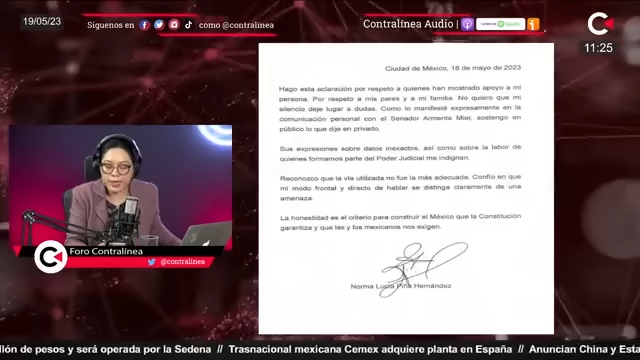 19/05/23
Síguenos en
como @contralinea
Contralínea Audio |
11:25
Ciudad de México, 18 de mayo de 2023
Hago esta aclaración por respeto a quienes han mostrado apoyo a mi
persona. Por respeto a mis pares y a mi familia. No quiero que mi
silencio deje lugar a dudas. Como lo manifesté expresamente en la
comunicación personal con el Senador Armenta Mier, sostengo en
público lo que dije en privado.
Sus expresiones sobre datos inexactos, así como sobre la labor de
quienes formamos parte del Poder Judicial me indignan.
Reconozco que la vía utilizada no fue la más adecuada. Confío en que
mi modo frontal y directo de hablar se distinga claramente de una
amenaza.
La honestidad es el criterio para construir el México que la Constitución
garantiza y que las y los mexicanos nos exigen.
Norma Lucía Piña Hernández
Foro Contralínea
@contralinea
llón de pesos y será operada por la Sedena // Trasnacional mexicana Cemex adquiere planta en España // Anuncian China y Esta